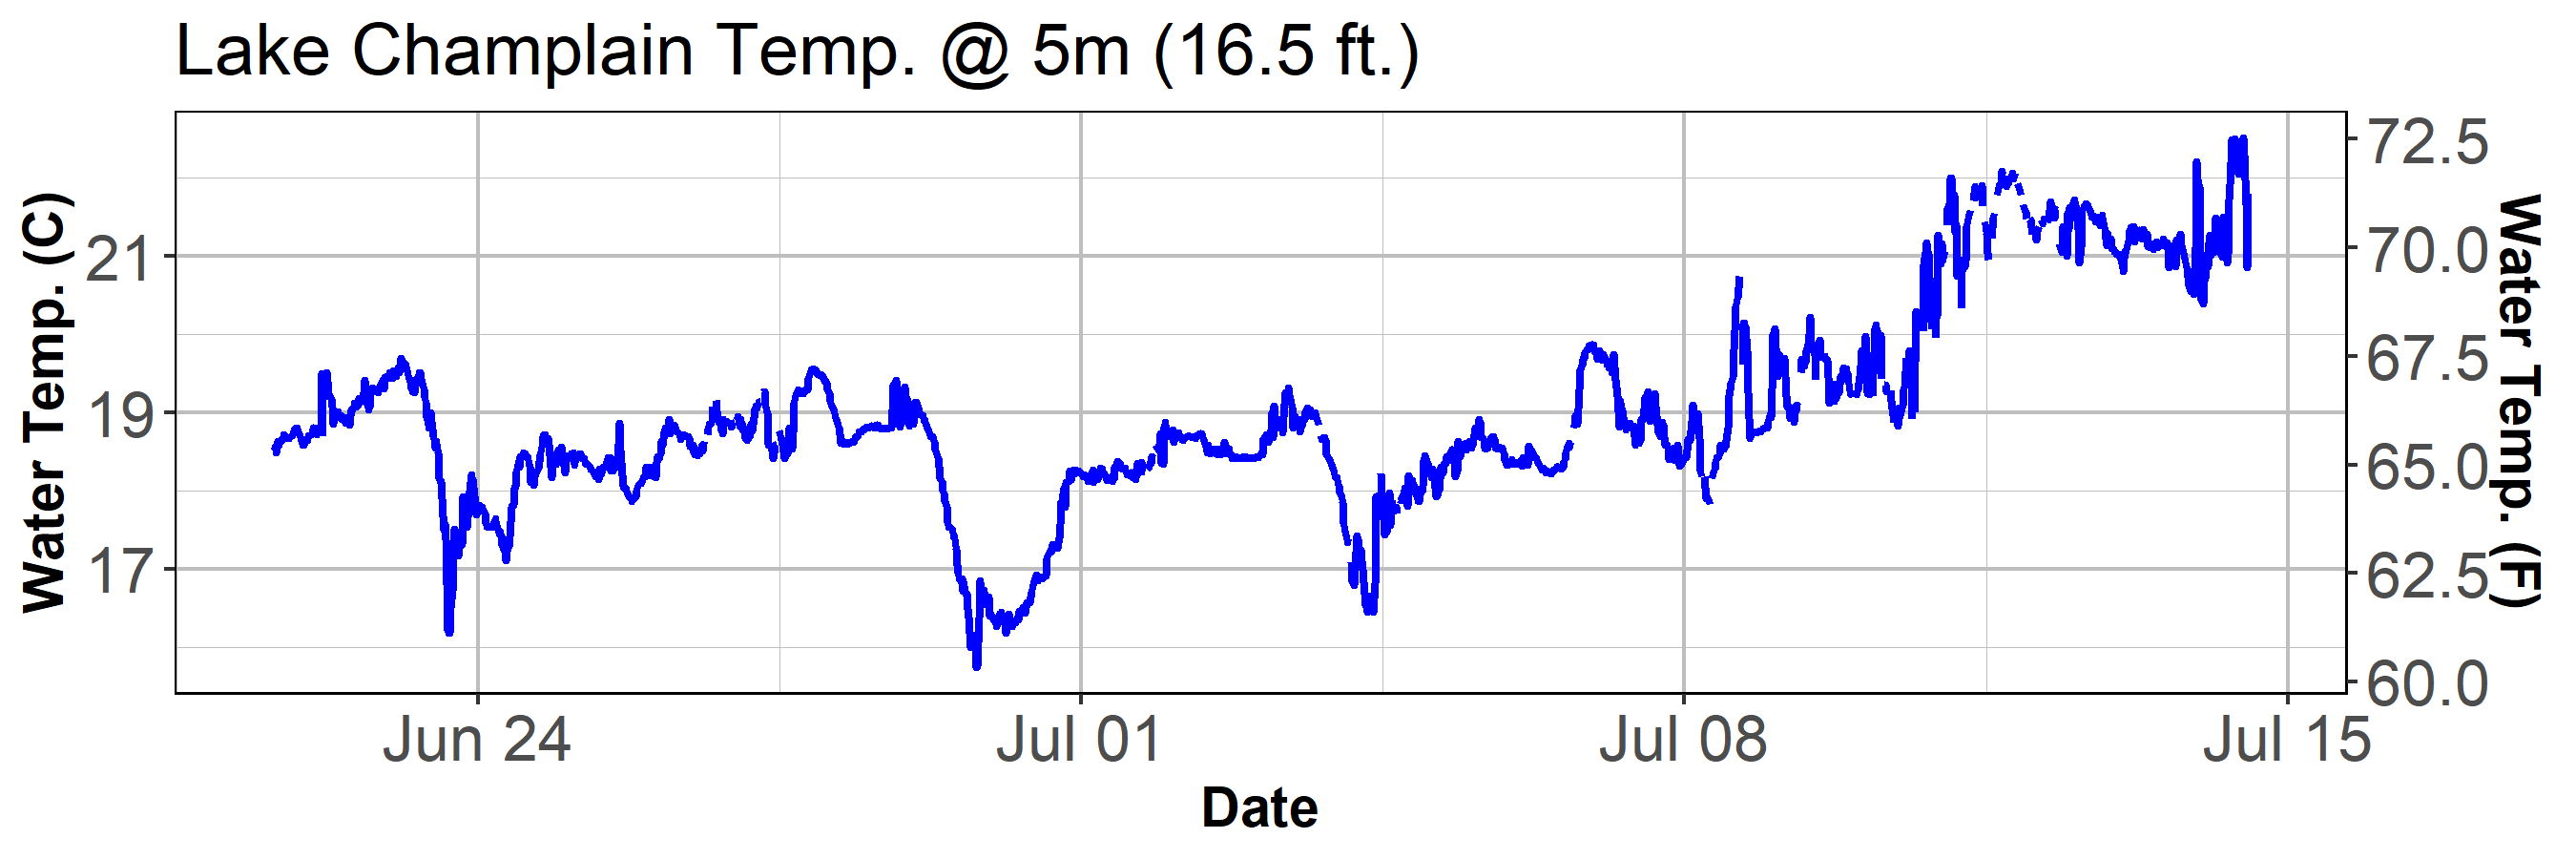 Lake Champlain Temp. @ 5m (16.5 ft.)
Water Temp. (C)
21
19
17
72.5
70.0
67.5
65.0
62.5
60.0
Water Temp. (F)
Jun 24
Jul 01
Jul 08
Jul 15
Date